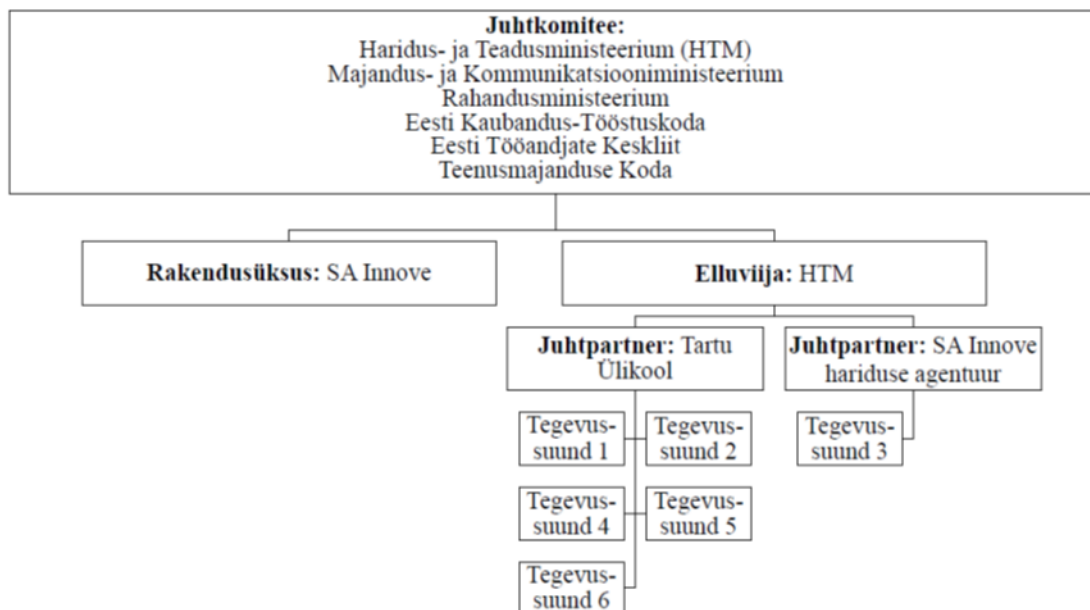 Juhtkomitee:
Haridus- ja Teadusministeerium (HTM)
Majandus- ja Kommunikatsiooniministeerium
Rahandusministeerium
Eesti Kaubandus-Tööstuskoda
Eesti Tööandjate Keskliit
Teenusmajanduse Koda
Rakendusüksus: SA Innove
Elluviija: HTM
Juhtpartner: Tartu
Ülikool
Juhtpartner: SA Innove
hariduse agentuur
Tegevus-
suund 1
Tegevus-
suund 2
Tegevus-
suund 3
Tegevus-
suund 4
Tegevus-
suund 5
Tegevus-
suund 6